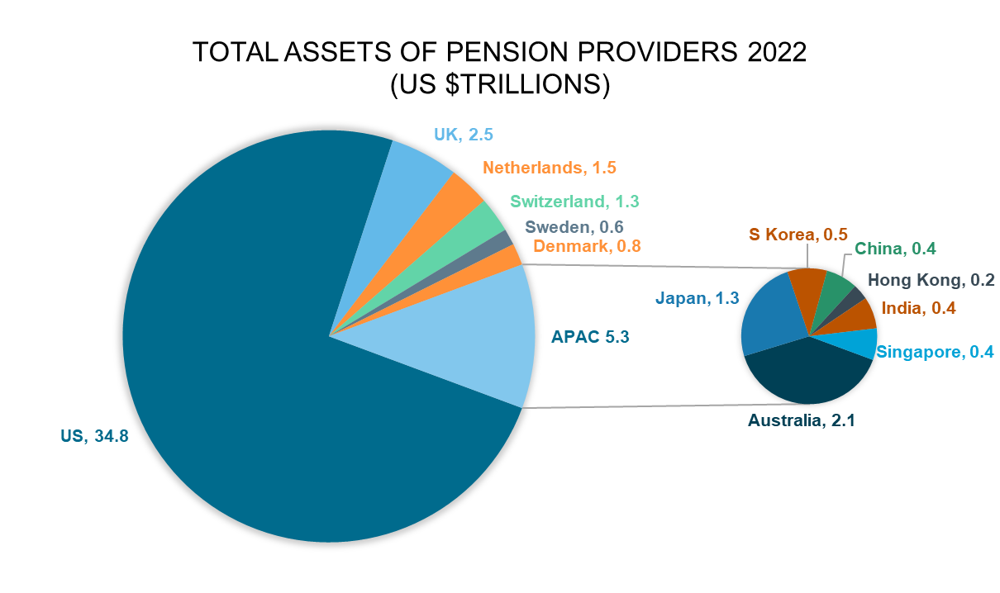 TOTAL ASSETS OF PENSION PROVIDERS 2022
(US $TRILLIONS)
UK, 2.5
Netherlands, 1.5
Switzerland, 1.3
Sweden, 0.6
Denmark, 0.8
S Korea, 0.5
China, 0.4
Hong Kong, 0.2
Japan, 1.3
India, 0.4
APAC 5.3
Singapore, 0.4
Australia, 2.1
US, 34.8